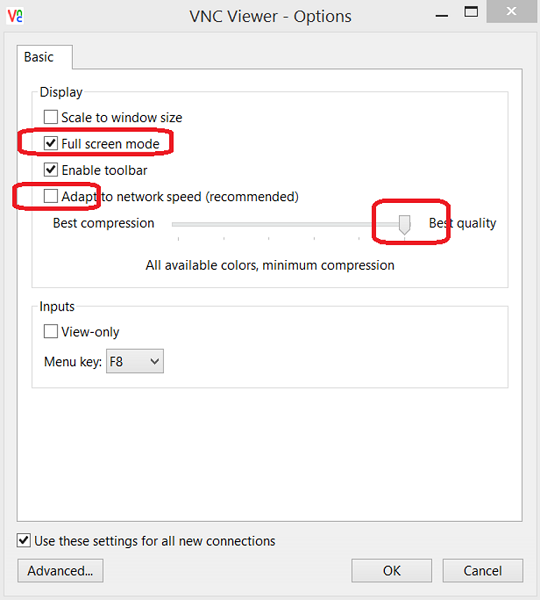 VNC VNC Viewer - Options
Basic
Display
Scale to window size
Full screen mode
Enable toolbar
Adapt to network speed (recommended)
Best compression Best quality
All available colors, minimum compression
Inputs
View-only
Menu key: F8
Use these settings for all new connections
Advanced... OK Cancel